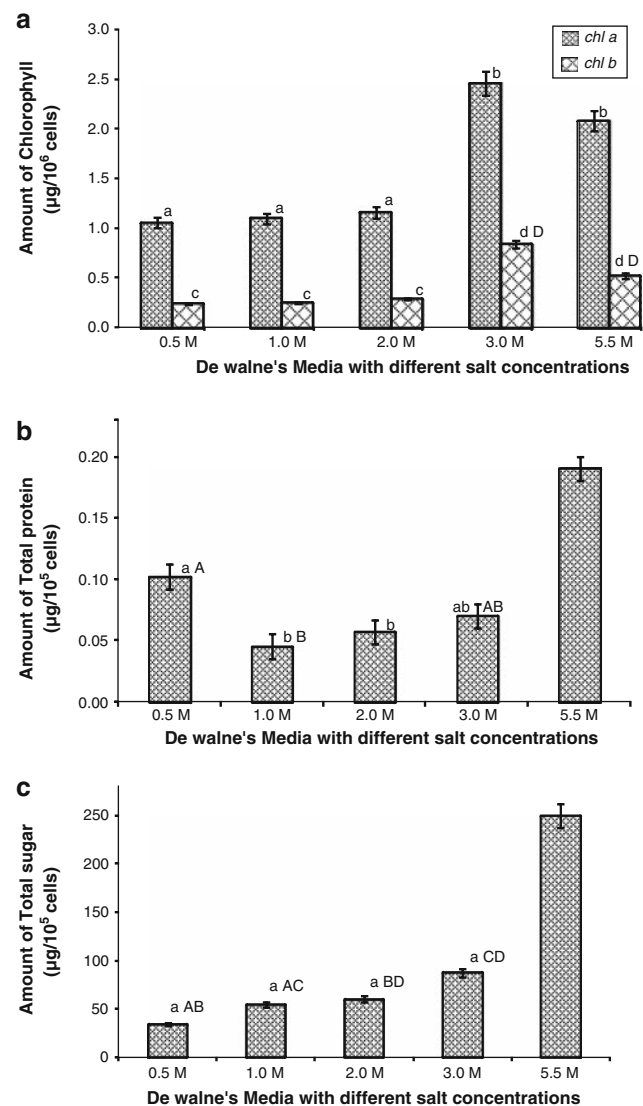 a
Amount of Chlorophyll
(µg/10⁶ cells)
3.0
2.5
2.0
1.5
1.0
0.5
0.0
chl a
chl b
a
c
a
c
a
c
b
d D
b
d D
0.5 M
1.0 M
2.0 M
3.0 M
5.5 M
De walne's Media with different salt concentrations
b
Amount of Total protein
(µg/10⁵ cells)
0.20
0.15
0.10
0.05
0.00
a A
b B
b
ab AB
0.5 M
1.0 M
2.0 M
3.0 M
5.5 M
De walne's Media with different salt concentrations
c
Amount of Total sugar
(µg/10⁵ cells)
250
200
150
100
50
0
a AB
a AC
a BD
a CD
0.5 M
1.0 M
2.0 M
3.0 M
5.5 M
De walne's Media with different salt concentrations